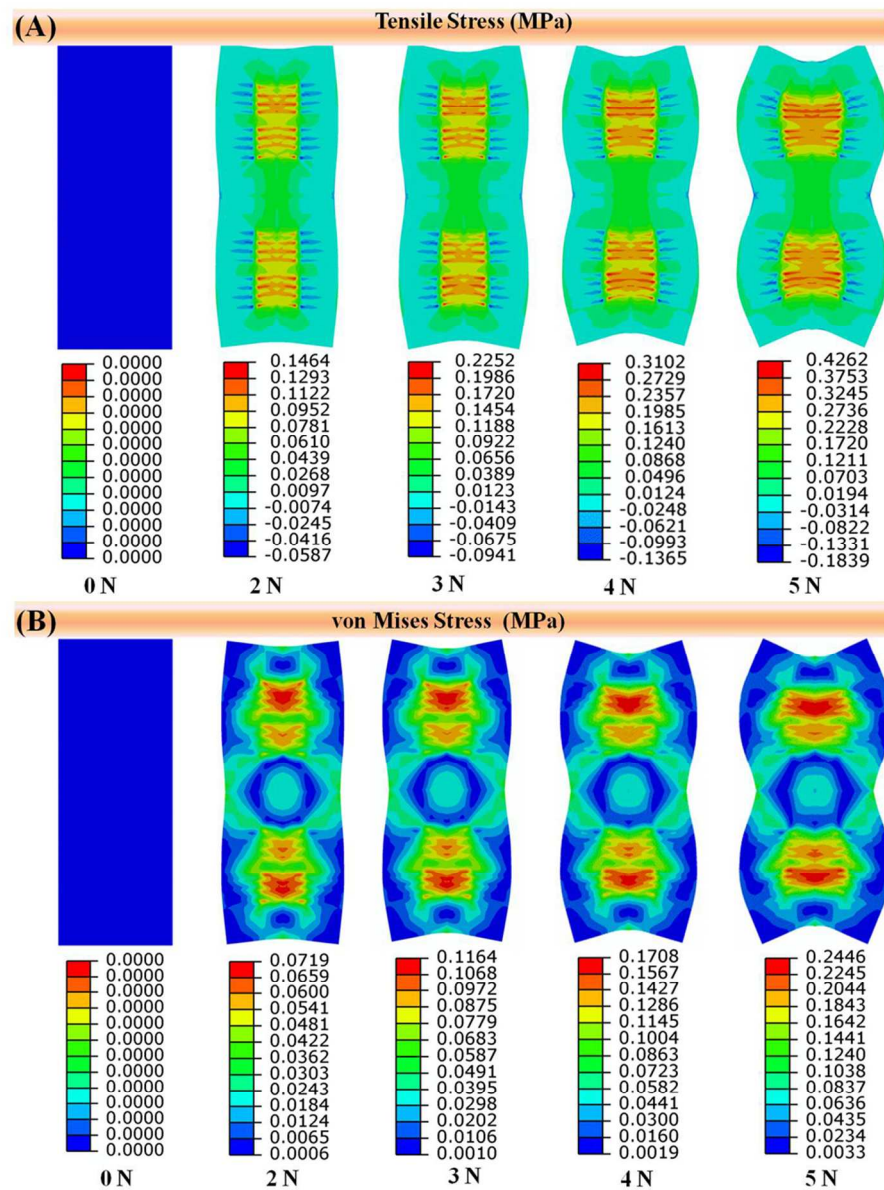 (A) Tensile Stress (MPa)
0.0000 0.1464 0.2252 0.3102 0.4262
0.0000 0.1293 0.1986 0.2729 0.3753
0.0000 0.1122 0.1720 0.2357 0.3245
0.0000 0.0952 0.1454 0.1985 0.2736
0.0000 0.0781 0.1188 0.1613 0.2228
0.0000 0.0610 0.0922 0.1240 0.1720
0.0000 0.0439 0.0656 0.0868 0.1211
0.0000 0.0268 0.0389 0.0496 0.0703
0.0000 0.0097 0.0123 0.0124 0.0194
0.0000 -0.0074 -0.0143 -0.0248 -0.0314
0.0000 -0.0245 -0.0409 -0.0621 -0.0822
0.0000 -0.0416 -0.0675 -0.0993 -0.1331
0.0000 -0.0587 -0.0941 -0.1365 -0.1839
0 N 2 N 3 N 4 N 5 N
(B) von Mises Stress (MPa)
0.0000 0.0719 0.1164 0.1708 0.2446
0.0000 0.0659 0.1068 0.1567 0.2245
0.0000 0.0600 0.0972 0.1427 0.2044
0.0000 0.0541 0.0875 0.1286 0.1843
0.0000 0.0481 0.0779 0.1145 0.1642
0.0000 0.0422 0.0683 0.1004 0.1441
0.0000 0.0362 0.0587 0.0863 0.1240
0.0000 0.0303 0.0491 0.0723 0.1038
0.0000 0.0243 0.0395 0.0582 0.0837
0.0000 0.0184 0.0298 0.0441 0.0636
0.0000 0.0124 0.0202 0.0300 0.0435
0.0000 0.0065 0.0106 0.0160 0.0234
0.0000 0.0006 0.0010 0.0019 0.0033
0 N 2 N 3 N 4 N 5 N